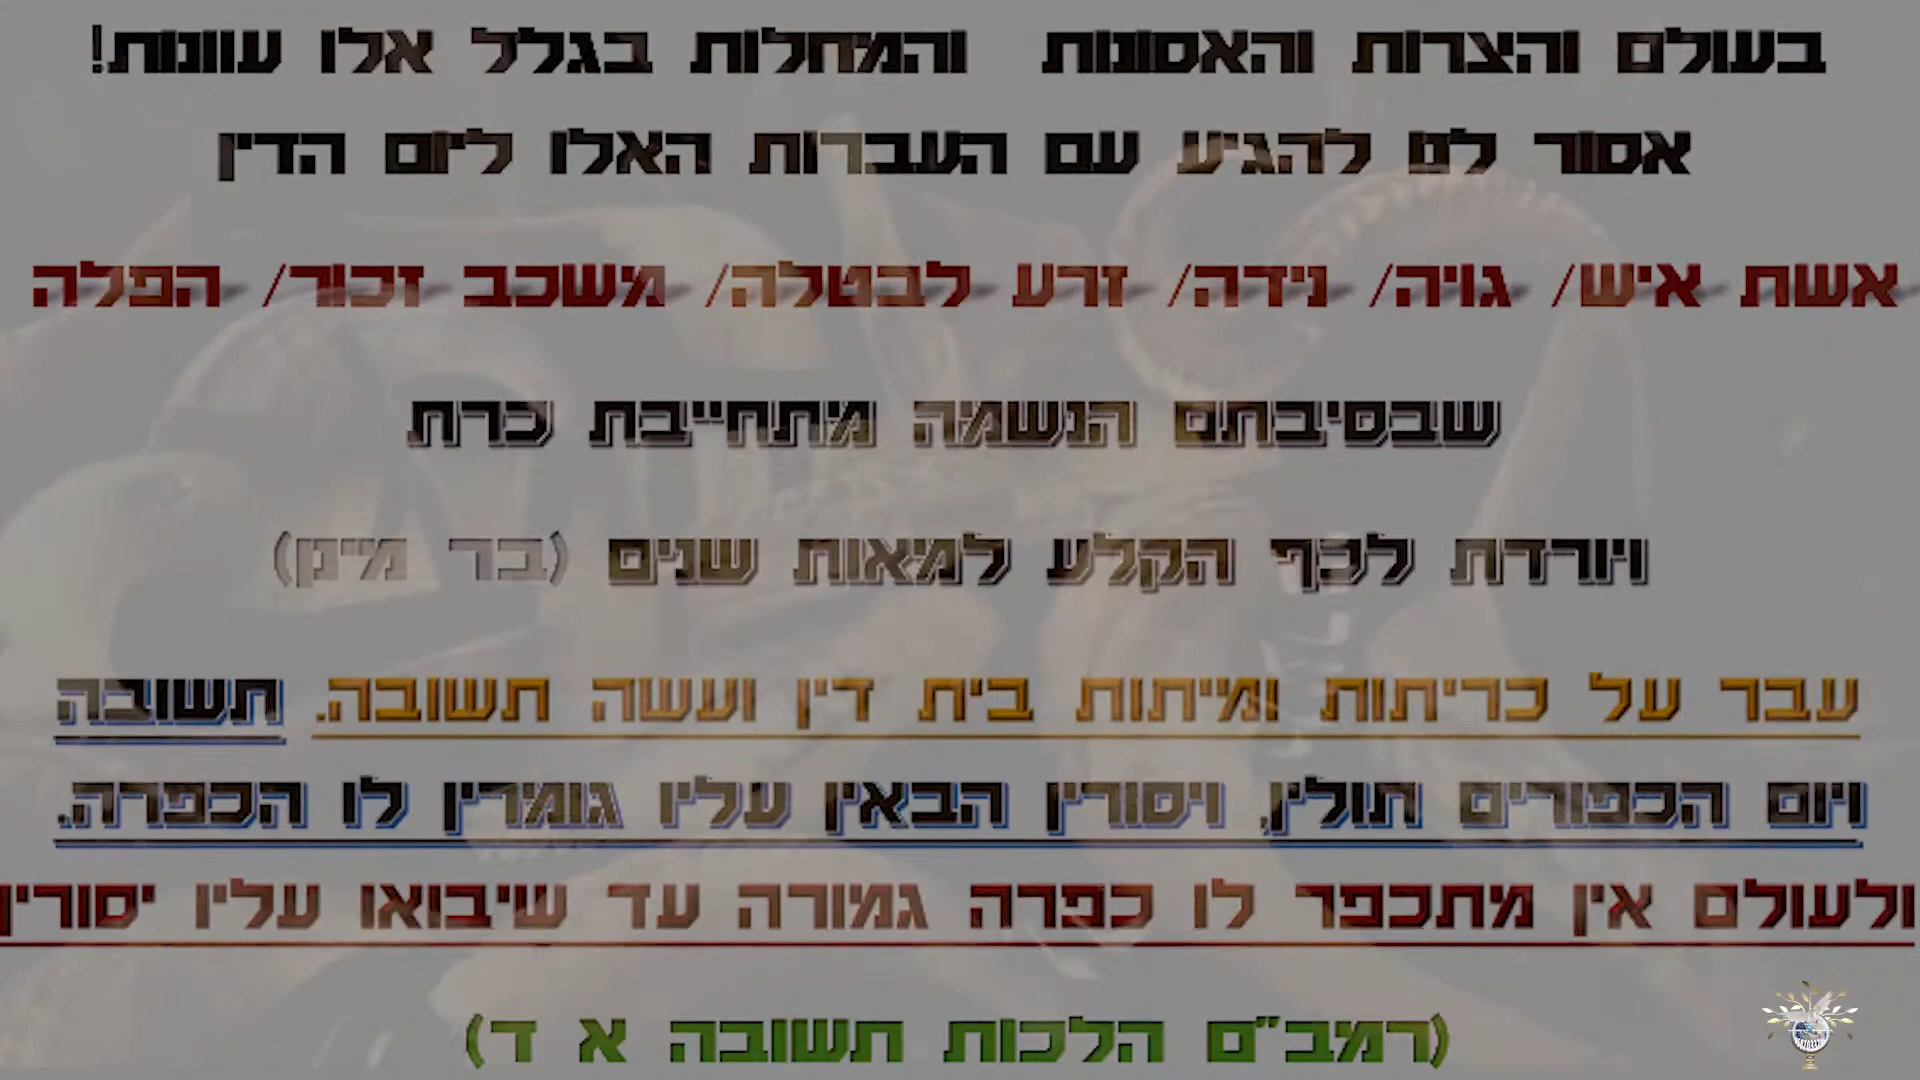 בעולם והצרות והאסונות והמחלות בגלל אלו עוונות!
אסור לנו להגיע עם העברות האלו ליום הדין
אשת איש/ גויה/ נידה/ זרע לבטלה/ משכב זכור/ הפלה
שבסיבתם הנשמה מתחייבת כרת
ויורדת לכף הקלע למאות שנים (בר מינן)
עבר על כריתות ומיתות בית דין ועשה תשובה. תשובה
ויום הכפורים תולין, ויסורין הבאין עליו גומרין לו הכפרה.
ולעולם אין מתכפר לו כפרה גמורה עד שיבואו עליו יסורין
(רמב"ם הלכות תשובה א ד)